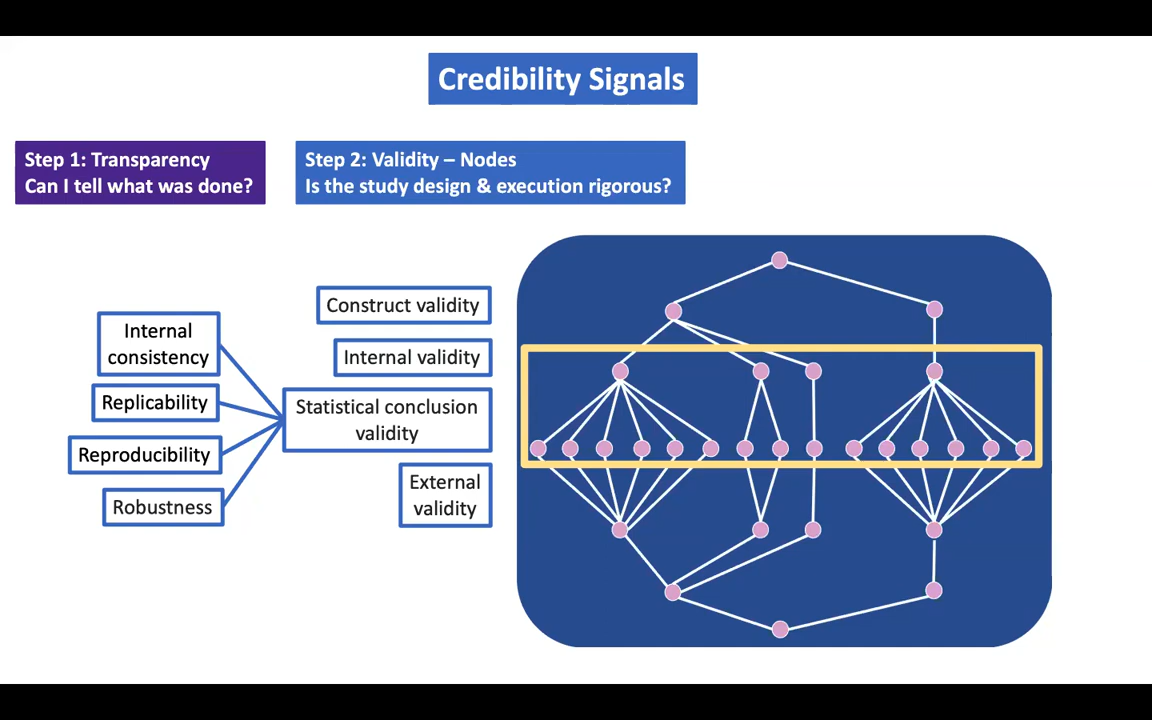 Credibility Signals
Step 1: Transparency
Can I tell what was done?
Step 2: Validity – Nodes
Is the study design & execution rigorous?
Internal
consistency
Replicability
Reproducibility
Robustness
Construct validity
Internal validity
Statistical conclusion
validity
External
validity